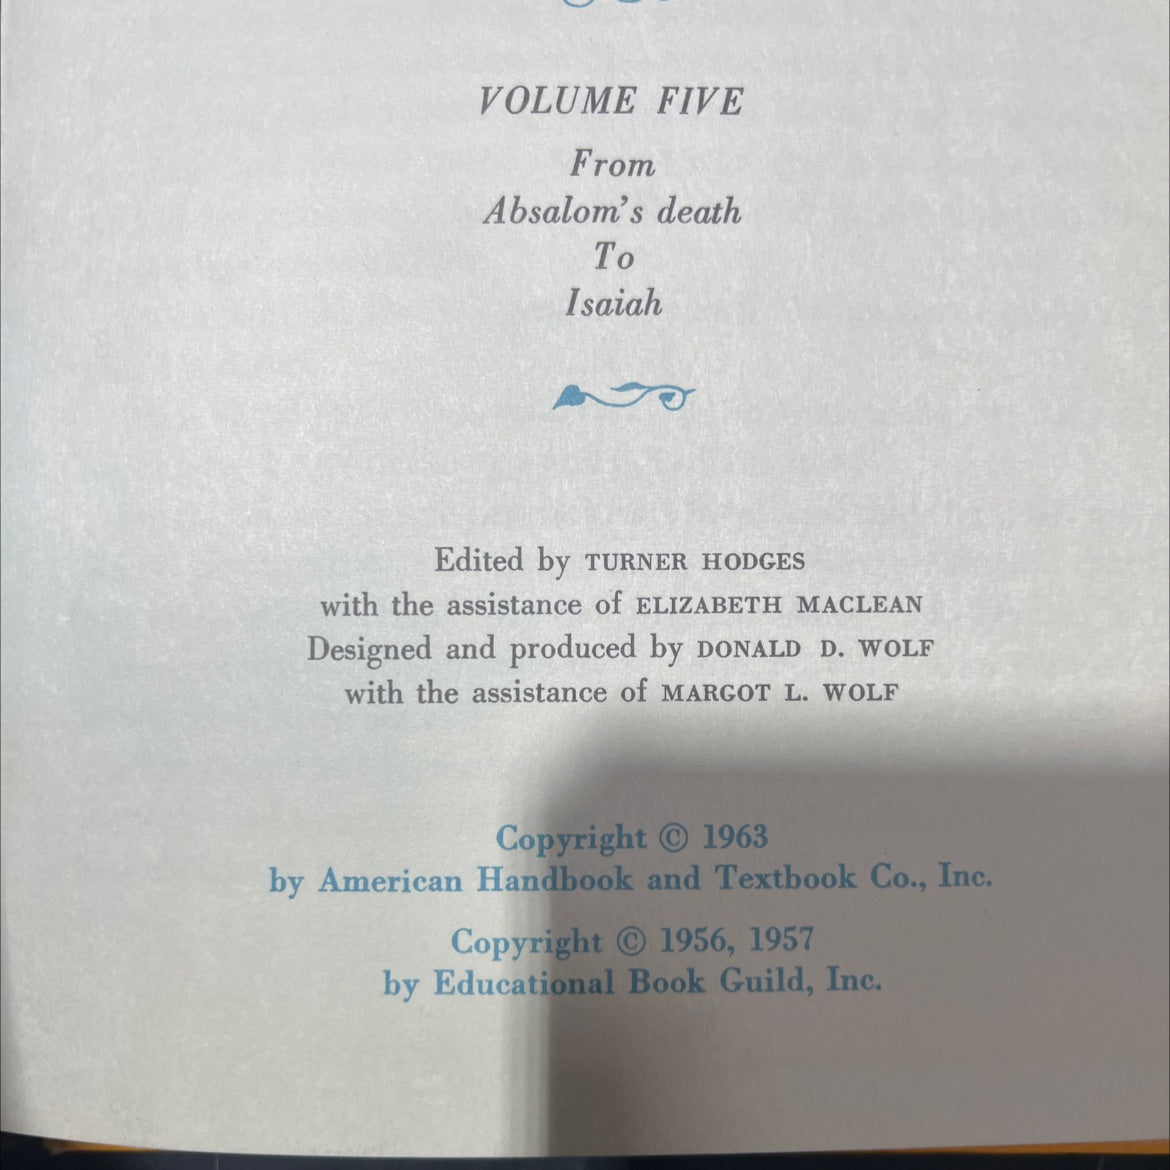 VOLUME FIVE
From
Absalom's death
To
Isaiah
Edited by TURNER HODGES
with the assistance of ELIZABETH MACLEAN
Designed and produced by DONALD D. WOLF
with the assistance of MARGOT L. WOLF
Copyright © 1963
by American Handbook and Textbook Co., Inc.
Copyright © 1956, 1957
by Educational Book Guild, Inc.